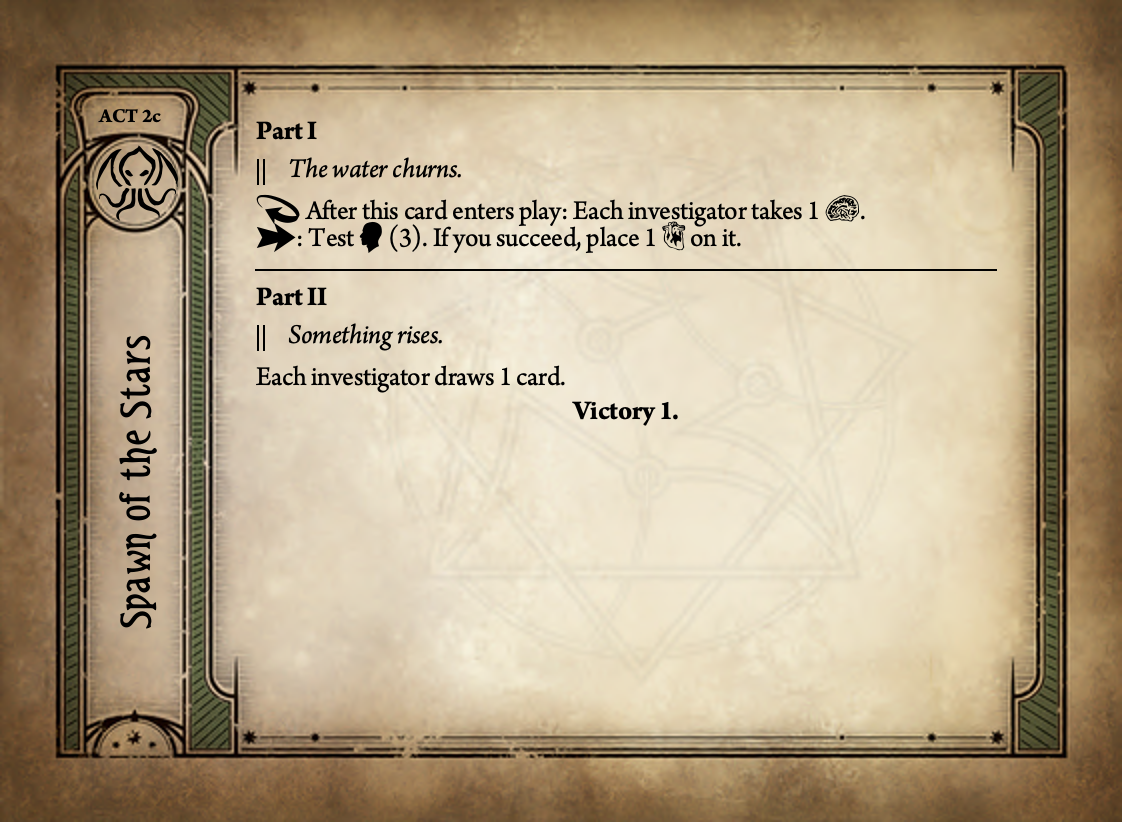 ACT 2c
Spawn of the Stars
Part I
The water churns.
After this card enters play: Each investigator takes 1 .
: Test (3). If you succeed, place 1 on it.
Part II
Something rises.
Each investigator draws 1 card.
Victory 1.